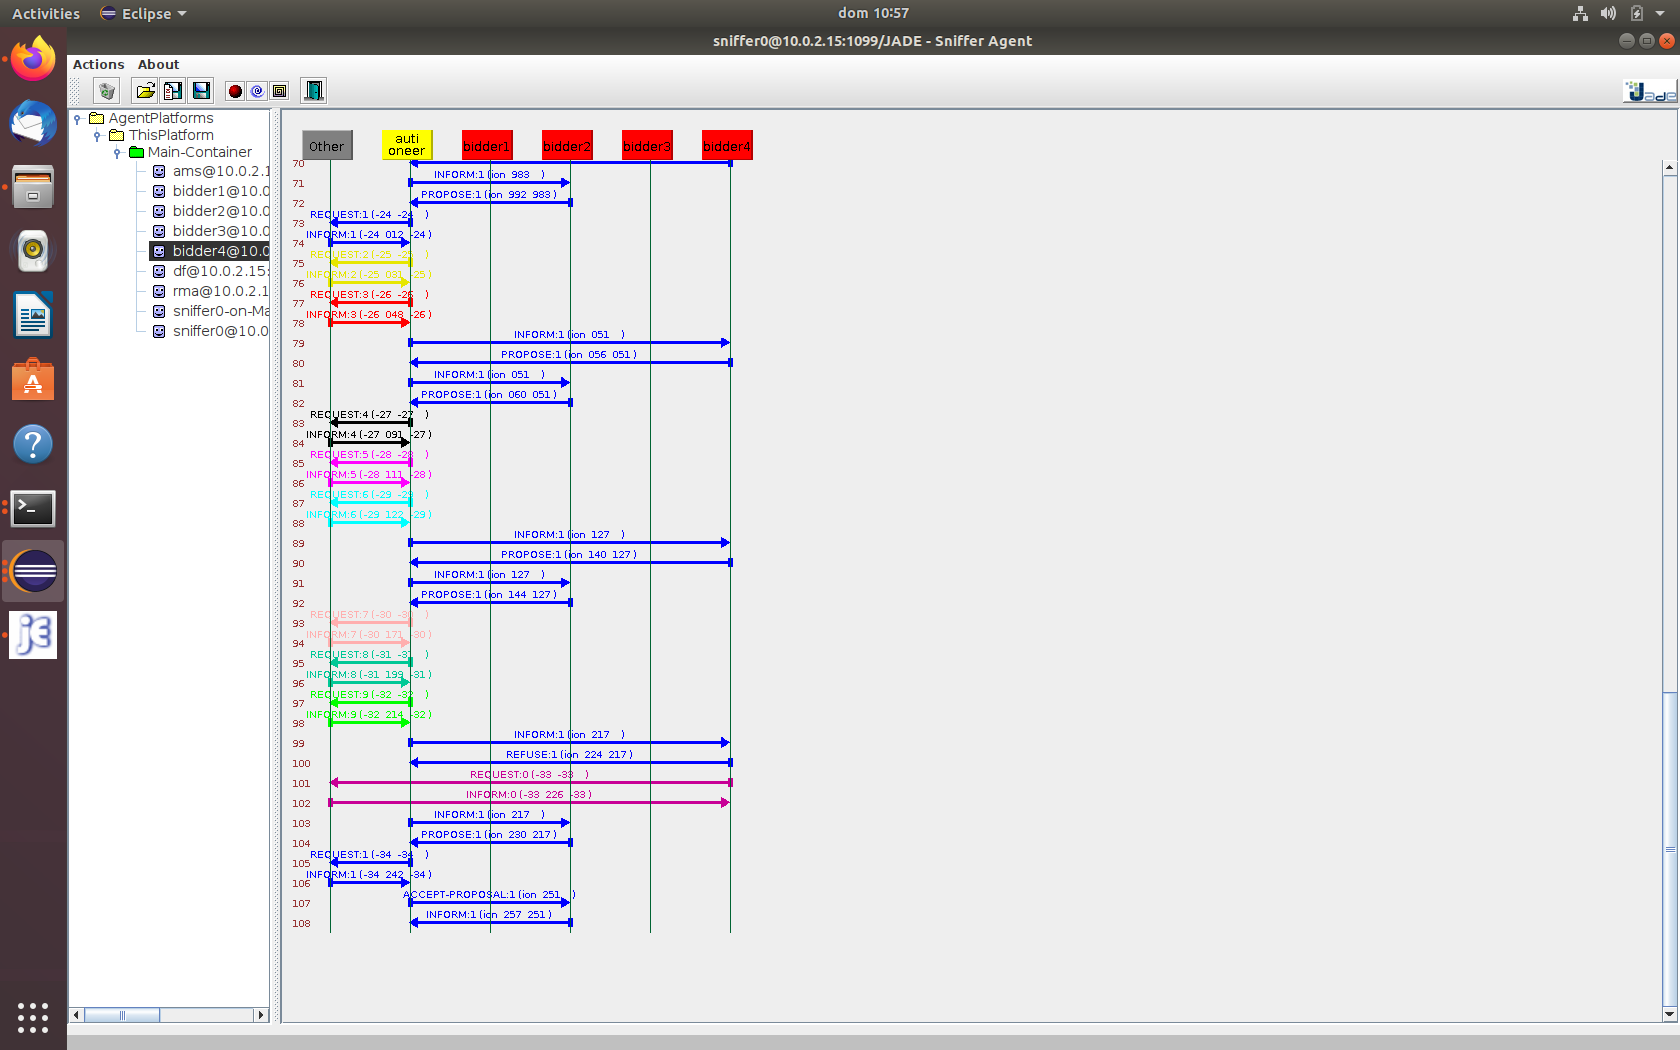 Activities Eclipse dom 10:57
sniffer0@10.0.2.15:1099/JADE - Sniffer Agent
Actions About
Jade
AgentPlatforms
ThisPlatform
Main-Container
ams@10.0.2.1
bidder1@10.0
bidder2@10.0
bidder3@10.0
bidder4@10.0
df@10.0.2.15:
rma@10.0.2.1
sniffer0-on-Ma
sniffer0@10.0
Other auti oneer bidder1 bidder2 bidder3 bidder4
70
INFORM:1 (ion 983 )
71
PROPOSE:1 (ion 992 983)
72
REQUEST:1 (-24 -24 )
73
INFORM:1 (-24 012 -24)
74
REQUEST:2 (-25 -25 )
75
INFORM:2 (-25 031 -25)
76
REQUEST:3 (-26 -26 )
77
INFORM:3 (-26 048 -26)
78
INFORM:1 (ion 051 )
79
PROPOSE:1 (ion 056 051)
80
INFORM:1 (ion 051 )
81
PROPOSE:1 (ion 060 051)
82
REQUEST:4 (-27 -27 )
83
INFORM:4 (-27 091 -27)
84
REQUEST:5 (-28 -28 )
85
INFORM:5 (-28 111 -28)
86
REQUEST:6 (-29 -29 )
87
INFORM:6 (-29 122 -29)
88
INFORM:1 (ion 127 )
89
PROPOSE:1 (ion 140 127)
90
INFORM:1 (ion 127 )
91
PROPOSE:1 (ion 144 127)
92
REQUEST:7 (-30 -30 )
93
INFORM:7 (-30 171 -30)
94
REQUEST:8 (-31 -31 )
95
INFORM:8 (-31 199 -31)
96
REQUEST:9 (-32 -32 )
97
INFORM:9 (-32 214 -32)
98
INFORM:1 (ion 217 )
99
REFUSE:1 (ion 224 217)
100
REQUEST:0 (-33 -33 )
101
INFORM:0 (-33 226 -33)
102
INFORM:1 (ion 217 )
103
PROPOSE:1 (ion 230 217)
104
REQUEST:1 (-34 -34 )
105
INFORM:1 (-34 242 -34)
106
ACCEPT-PROPOSAL:1 (ion 251 )
107
INFORM:1 (ion 257 251)
108